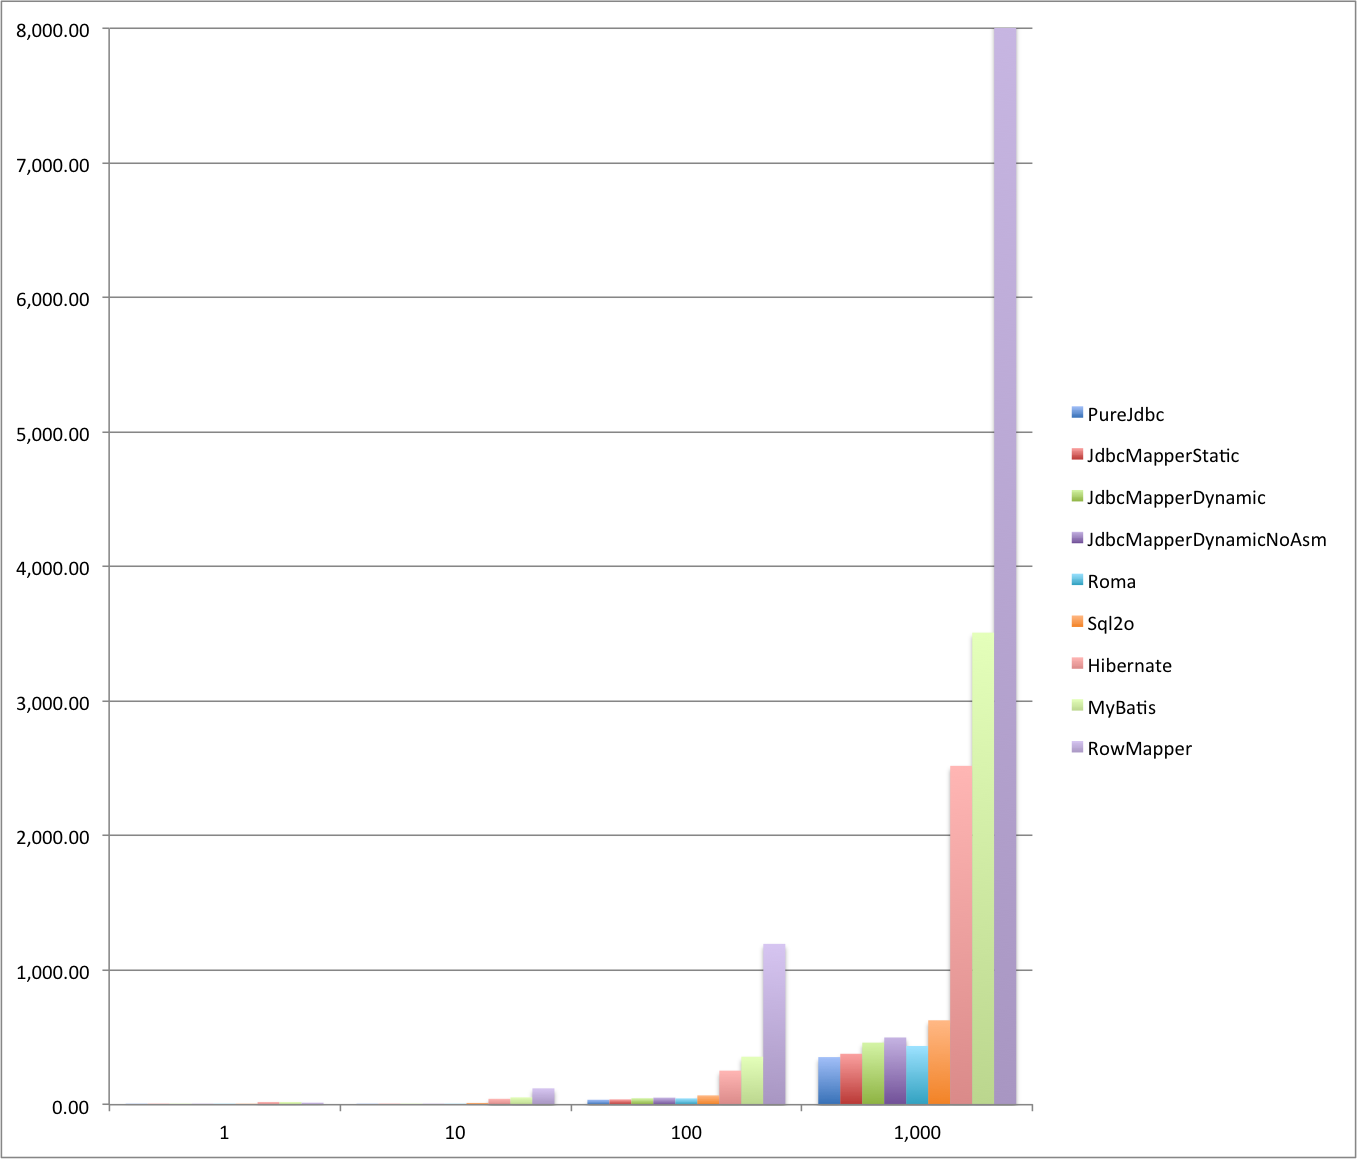 8,000.00
7,000.00
6,000.00
5,000.00
4,000.00
3,000.00
2,000.00
1,000.00
0.00
1 10 100 1,000
PureJdbc
JdbcMapperStatic
JdbcMapperDynamic
JdbcMapperDynamicNoAsm
Roma
Sql2o
Hibernate
MyBatis
RowMapper